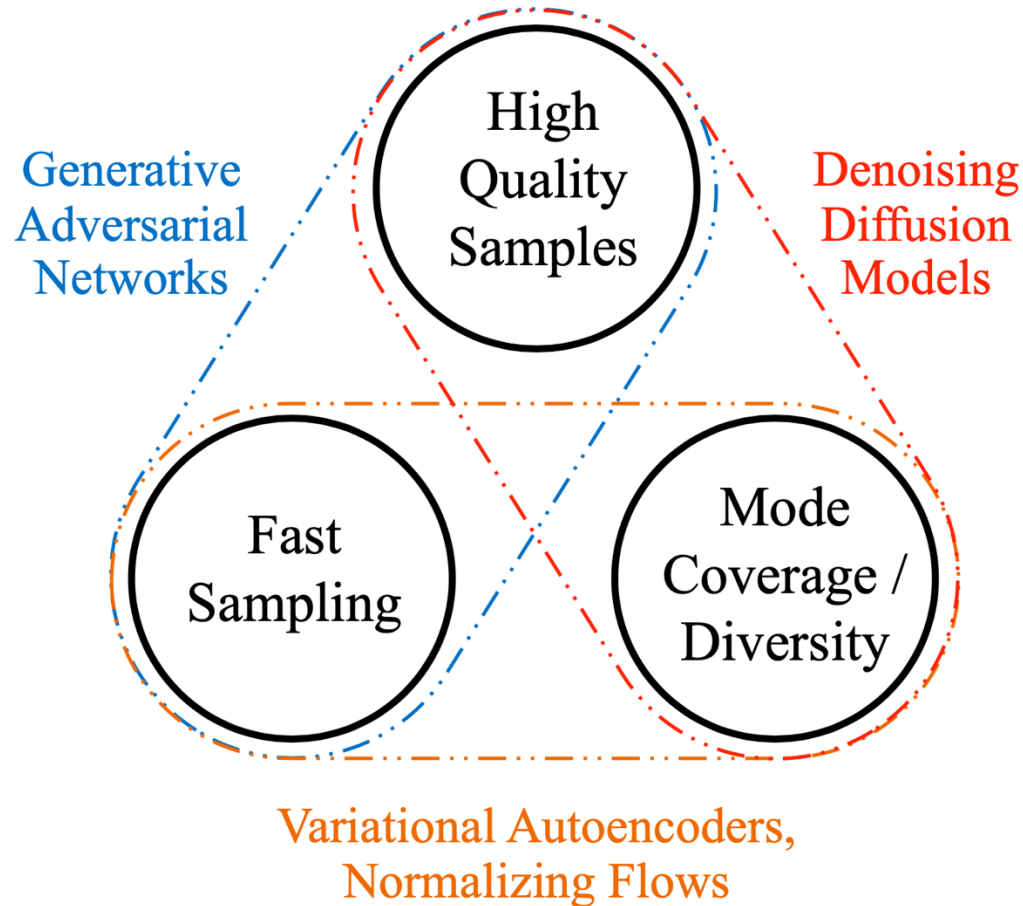 High
Quality
Samples
Generative
Adversarial
Networks
Denoising
Diffusion
Models
Fast
Sampling
Mode
Coverage /
Diversity
Variational Autoencoders,
Normalizing Flows